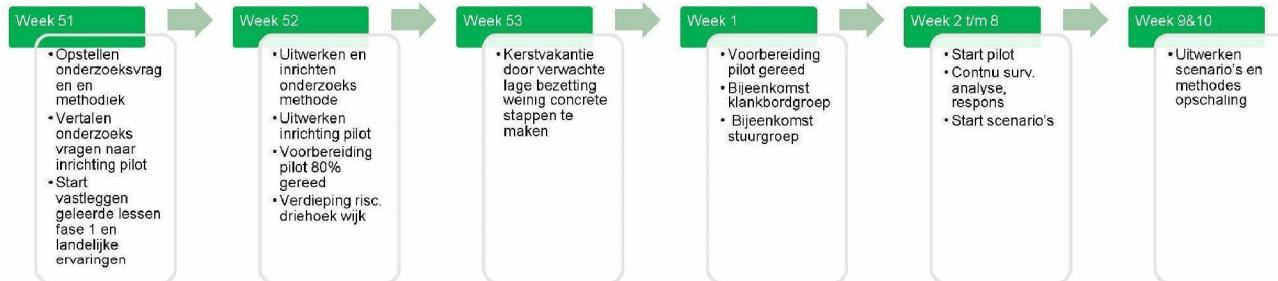 Week 51
• Opstellen
onderzoeksvrag
en en
methodiek
• Vertalen
onderzoeks
vragen naar
inrichting pilot
• Start
vastleggen
geleerde lessen
fase 1 en
landelijke
ervaringen
Week 52
• Uitwerken en
inrichten
onderzoeks
methode
• Uitwerken
inrichting pilot
• Voorbereiding
pilot 80%
gereed
• Verdieping risc.
driehoek wijk
Week 53
• Kerstvakantie
door verwachte
lage bezetting
weinig concrete
stappen te
maken
Week 1
• Voorbereiding
pilot gereed
• Bijeenkomst
klankbordgroep
• Bijeenkomst
stuurgroep
Week 2 t/m 8
• Start pilot
• Contnu surv.
analyse,
respons
• Start scenario's
Week 9&10
• Uitwerken
scenario's en
methodes
opschaling